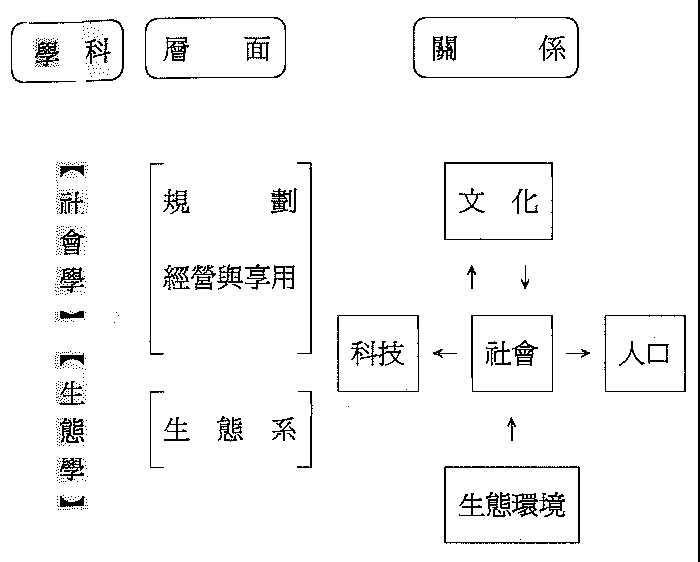 學科 層面 關係
【社會學】
規劃
經營與享用
文化
↑ ↓
科技 ← 社會 → 人口
【生態學】
生態系
↑
生態環境